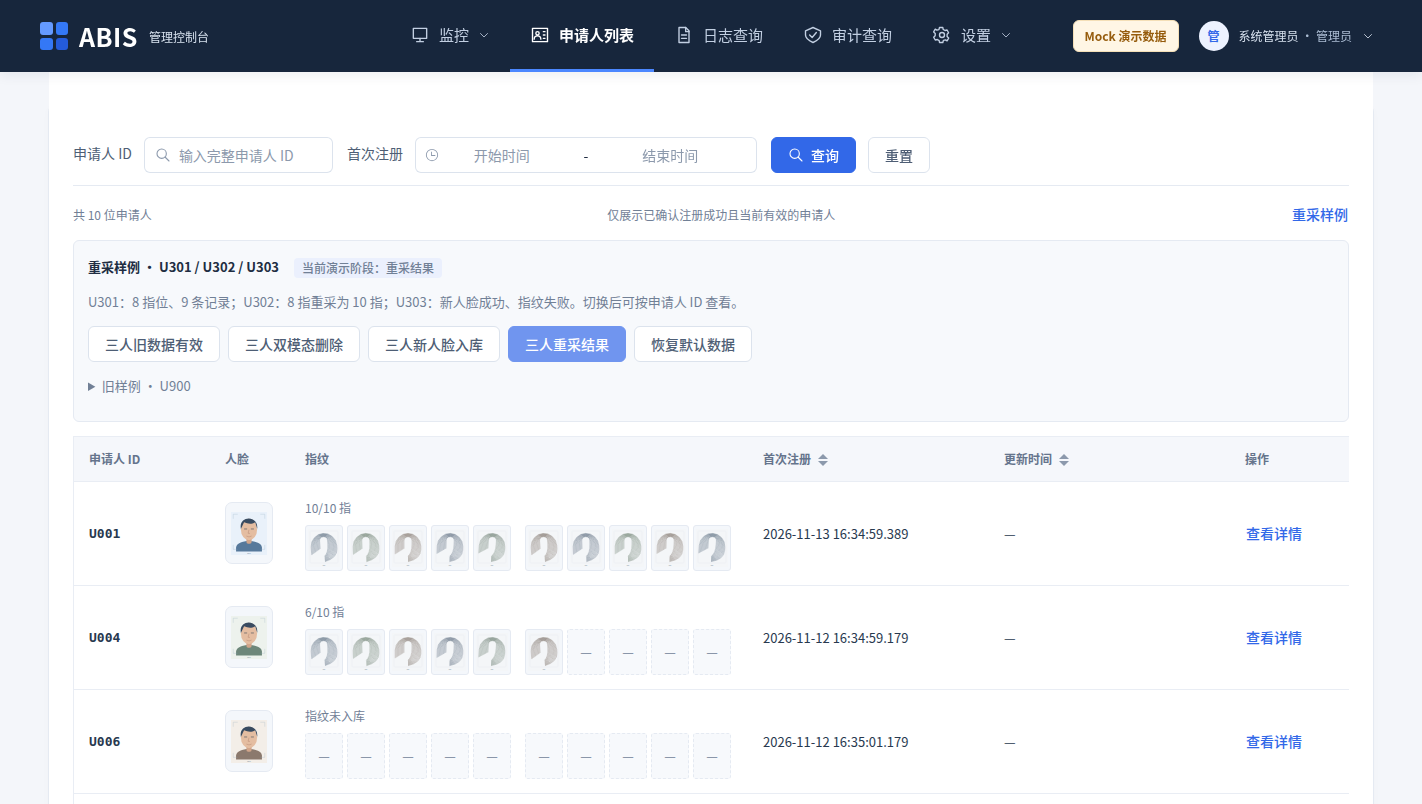 ABIS 管理控制台 监控 申请人列表 日志查询 审计查询 设置 Mock 演示数据 管 系统管理员 · 管理员
申请人 ID 输入完整申请人 ID 首次注册 开始时间 - 结束时间 查询 重置
共 10 位申请人 仅展示已确认注册成功且当前有效的申请人 重采样例
重采样例 · U301 / U302 / U303 当前演示阶段：重采结果
U301：8 指位、9 条记录；U302：8 指重采为 10 指；U303：新人脸成功、指纹失败。切换后可按申请人 ID 查看。
三人旧数据有效 三人双模态删除 三人新人脸入库 三人重采结果 恢复默认数据
旧样例 · U900
申请人 ID 人脸 指纹 首次注册 更新时间 操作
10/10 指
U001 2026-11-13 16:34:59.389 — 查看详情
6/10 指
U004 — — — — 2026-11-12 16:34:59.179 — 查看详情
指纹未入库
U006 — — — — — — — — — — 2026-11-12 16:35:01.179 — 查看详情